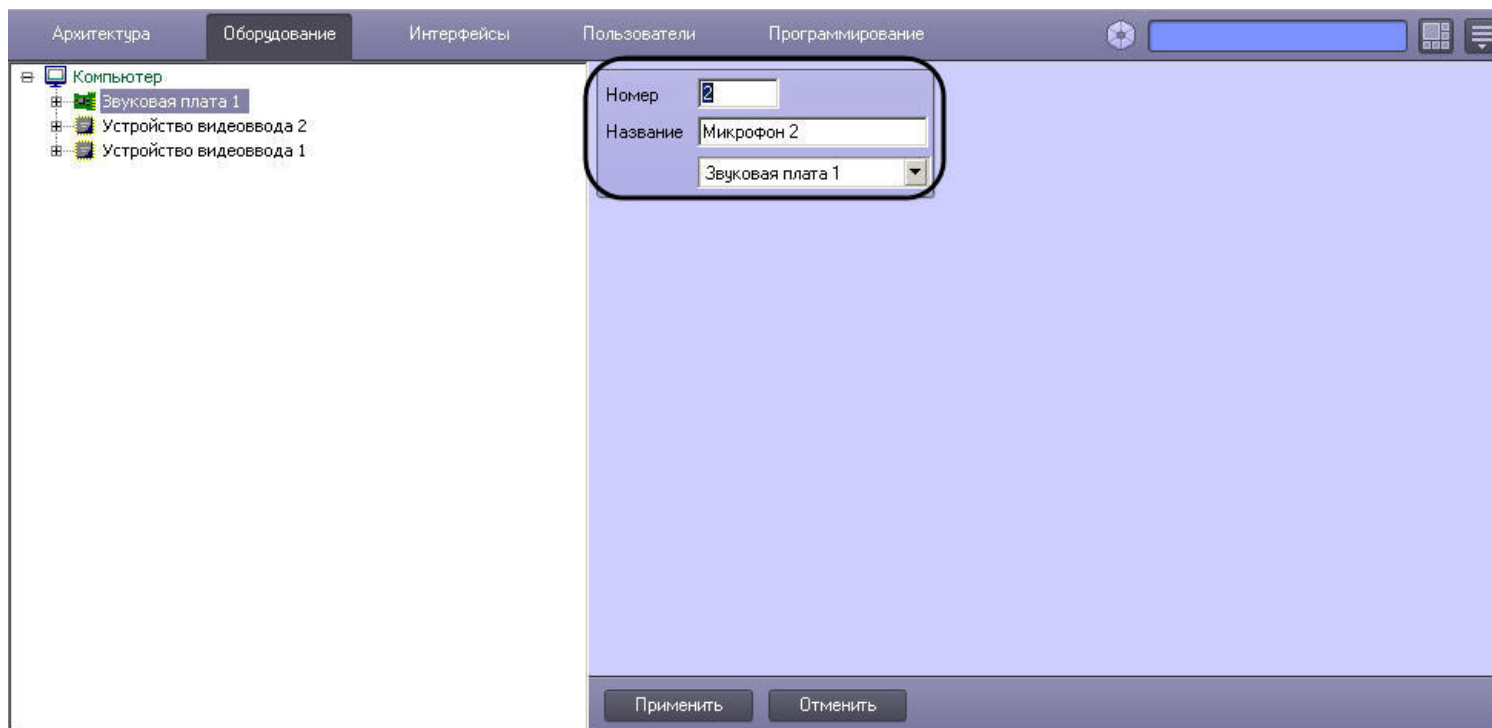 Архитектура Оборудование Интерфейсы Пользователи Программирование
Компьютер
Звуковая плата 1
Устройство видеоввода 2
Устройство видеоввода 1
Номер 2
Название Микрофон 2
Звуковая плата 1
Применить Отменить